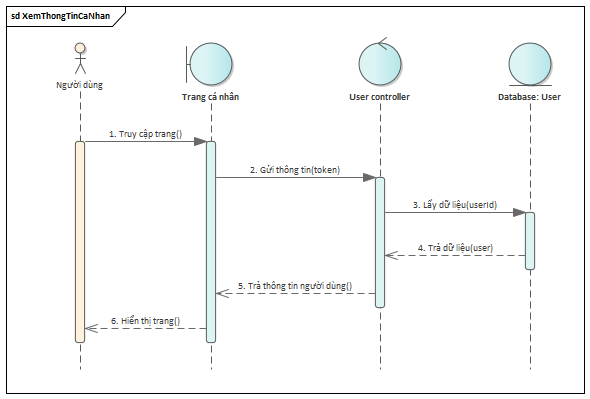 sd XemThongTinCaNhan
Người dùng
Trang cá nhân
User controller
Database: User
1. Truy cập trang()
2. Gửi thông tin(token)
3. Lấy dữ liệu(userId)
4. Trả dữ liệu(user)
5. Trả thông tin người dùng()
6. Hiển thị trang()